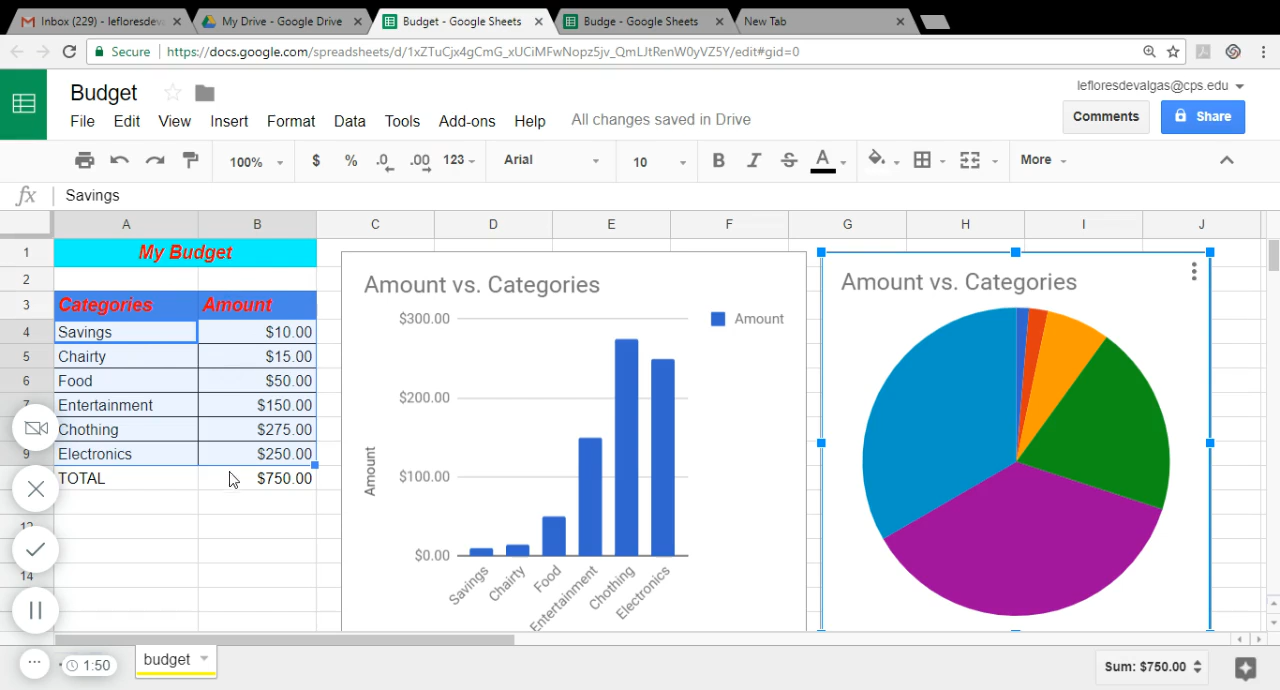 Inbox (229) - lefloresdev
My Drive - Google Drive
Budget - Google Sheets
Budge - Google Sheets
New Tab
Secure
https://docs.google.com/spreadsheets/d/1xZTuCjx4gCmG_xUCiMFwNopz5jv_QmLJtRenW0yVZ5Y/edit#gid=0
Budget
lefloresdevalgas@cps.edu
File Edit View Insert Format Data Tools Add-ons Help All changes saved in Drive
Comments
Share
100% $ % .0 .00 123 Arial 10 B I S A More
fx Savings
A B C D E F G H I J
1 My Budget
2
3 Categories Amount
4 Savings $10.00
5 Chairty $15.00
6 Food $50.00
7 Entertainment $150.00
Chothing $275.00
9 Electronics $250.00
TOTAL $750.00
12
14
Amount vs. Categories
$300.00
$200.00
$100.00
$0.00
Amount
Amount
Savings
Chairty
Food
Entertainment
Chothing
Electronics
Amount vs. Categories
1:50
budget
Sum: $750.00